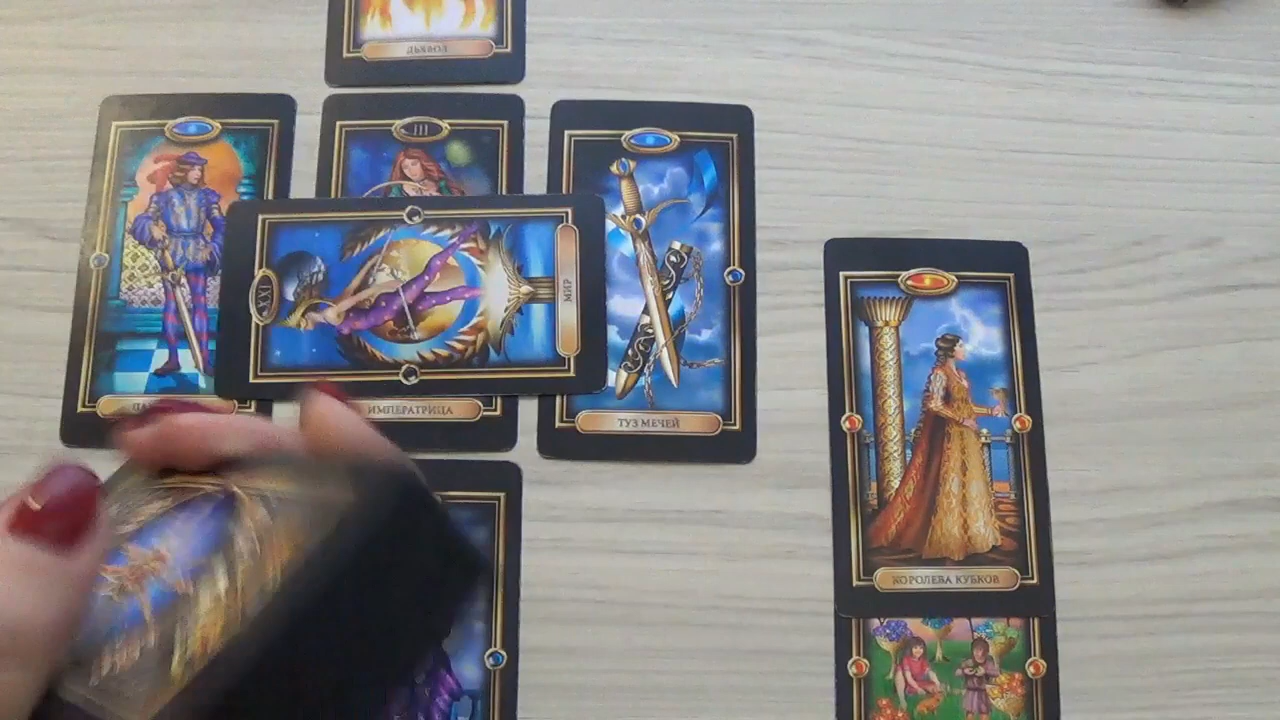 ДЬЯВОЛ
III
XXI
МИР
ИМПЕРАТРИЦА
ТУЗ МЕЧЕЙ
КОРОЛЕВА КУБКОВ